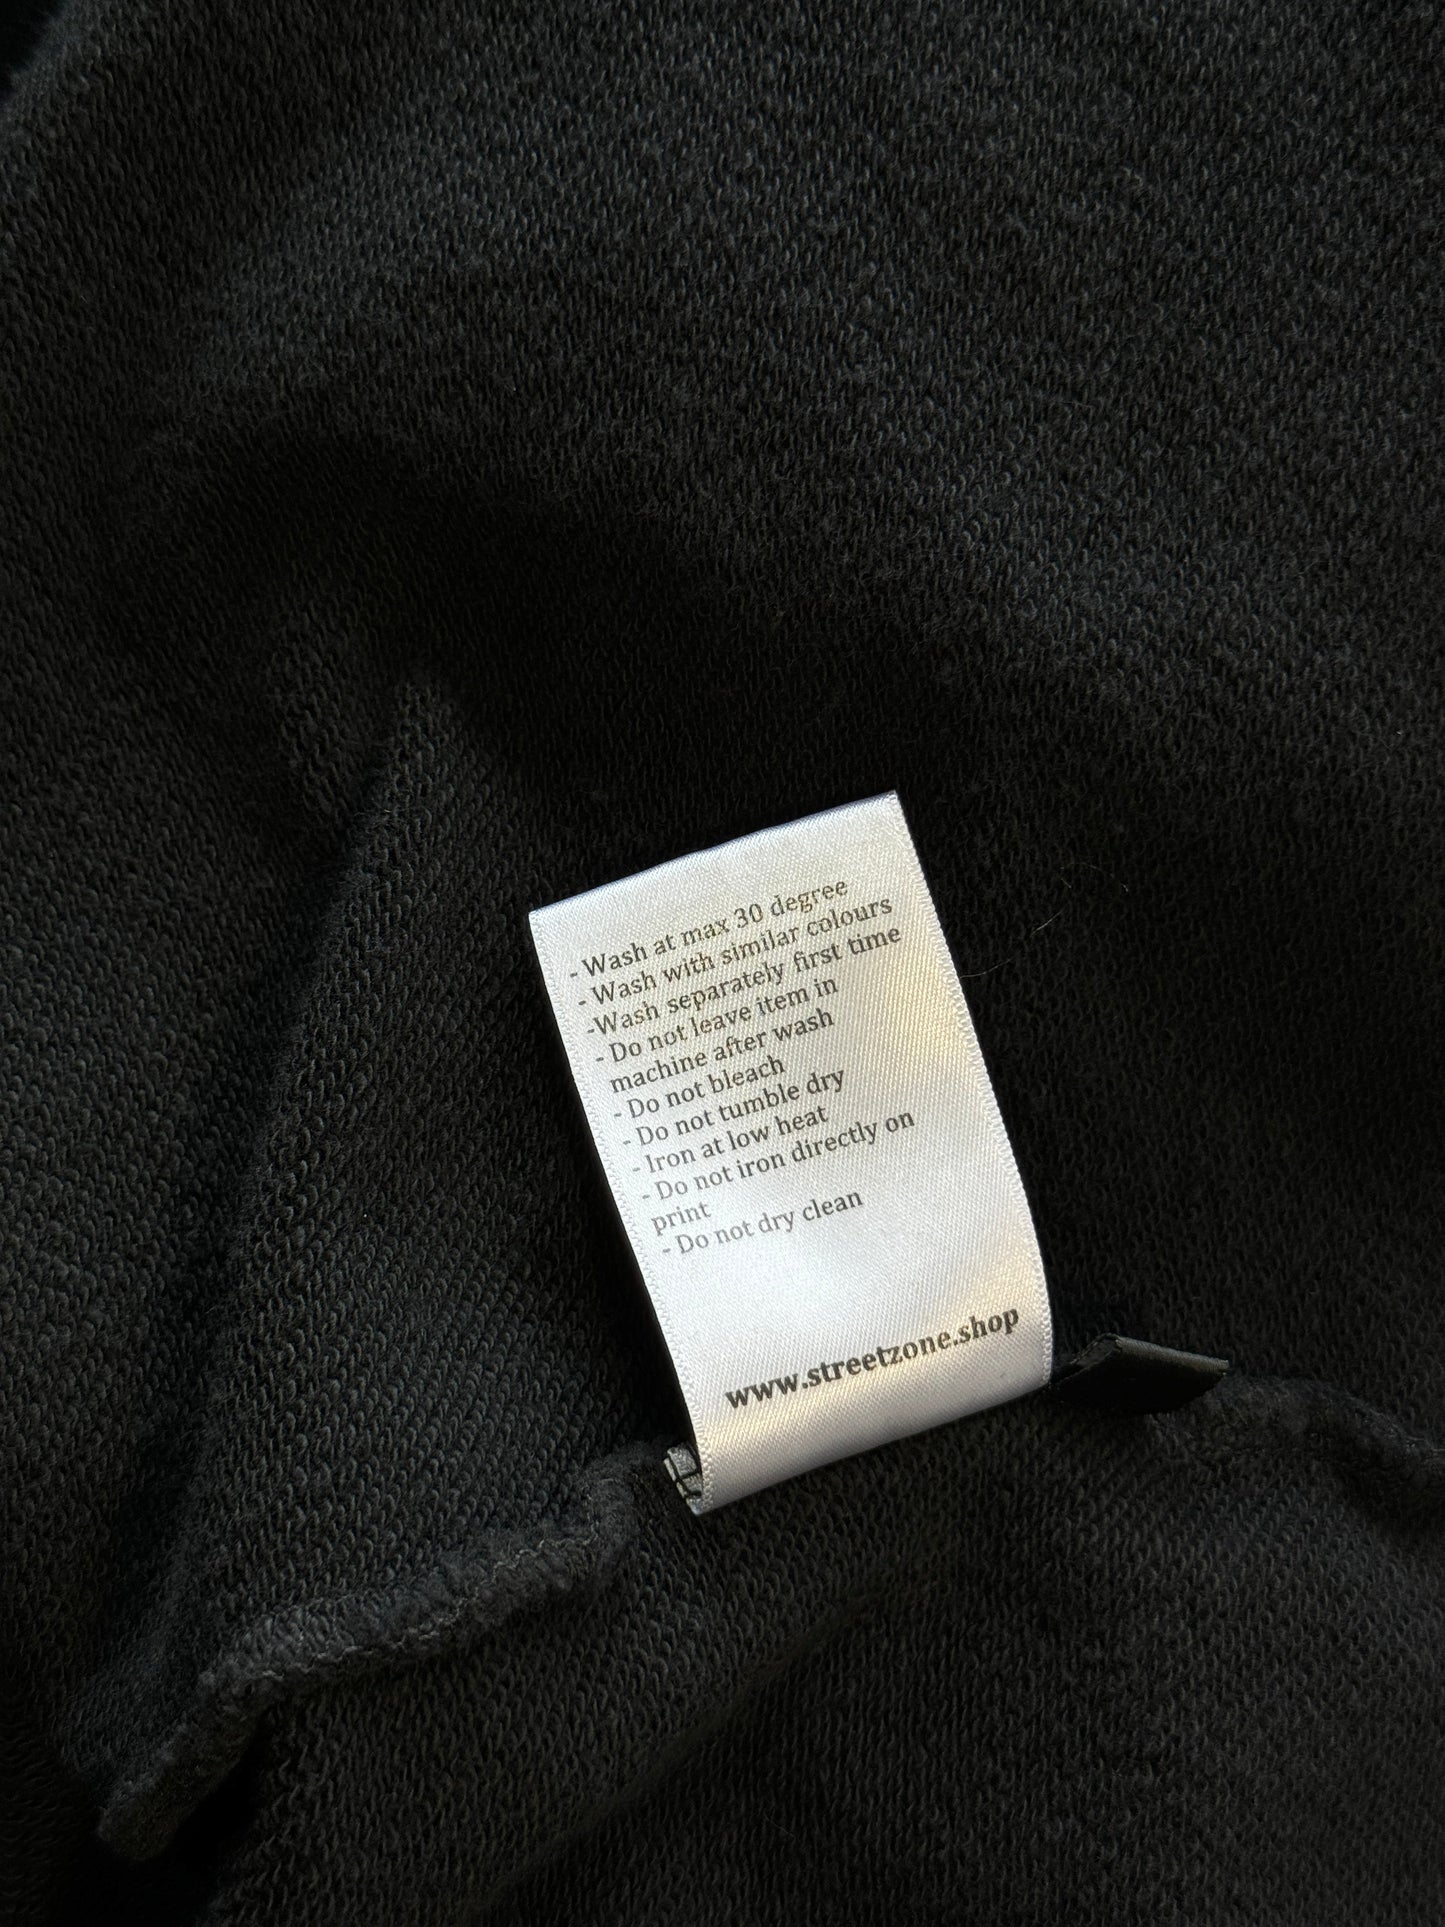 - Wash at max 30 degree
- Wash with similar colours
-Wash separately first time
- Do not leave item in
machine after wash
- Do not bleach
- Do not tumble dry
- Iron at low heat
- Do not iron directly on
print
- Do not dry clean
www.streetzone.shop